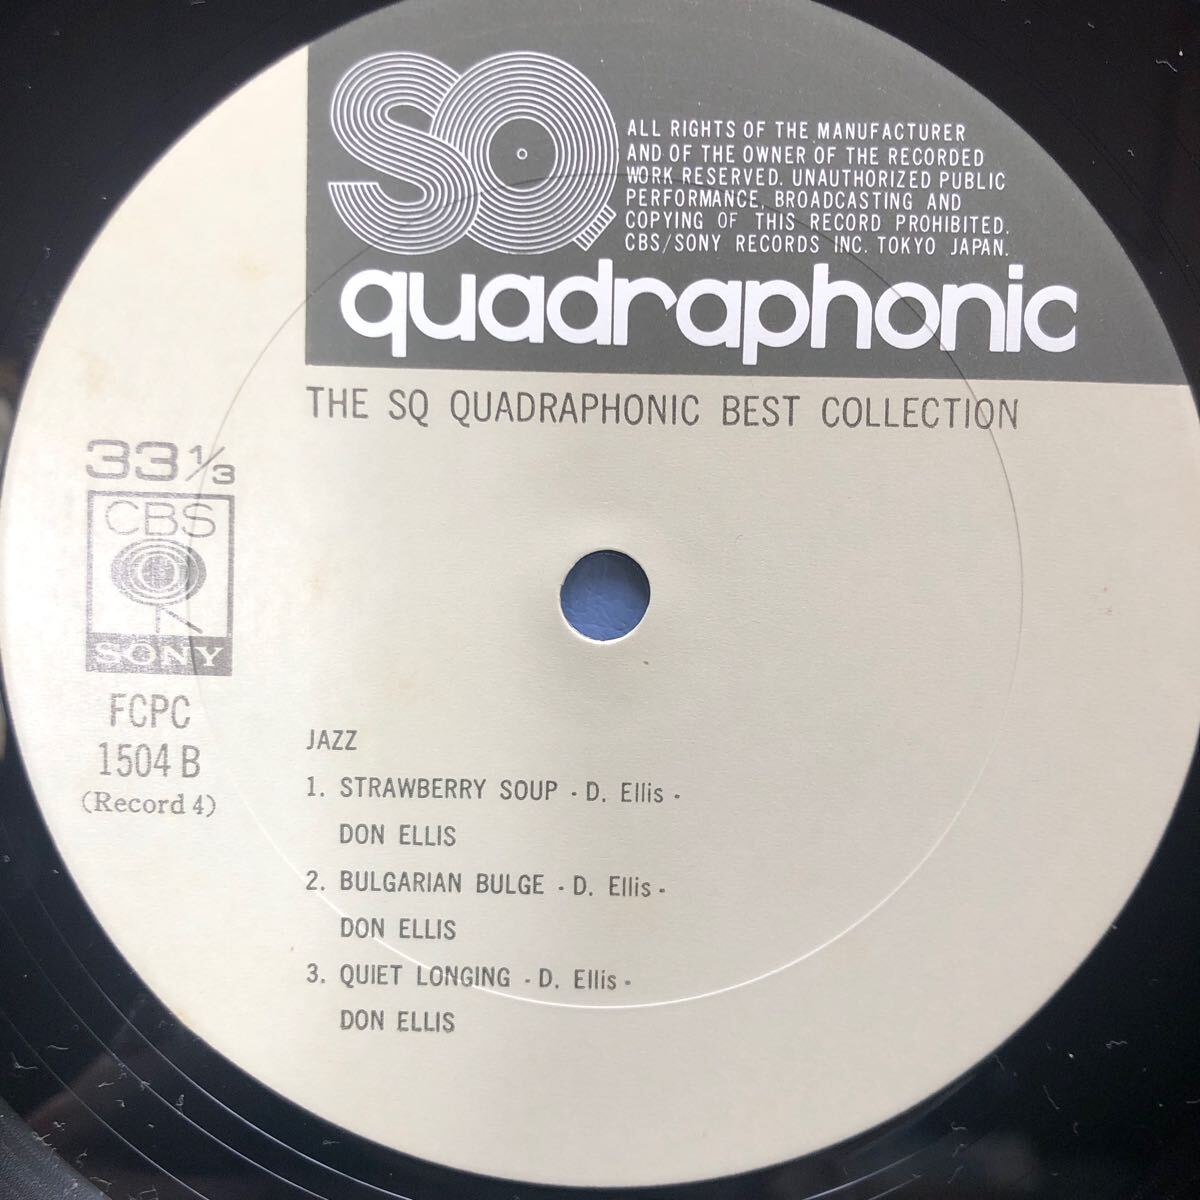 SQ
ALL RIGHTS OF THE MANUFACTURER
AND OF THE OWNER OF THE RECORDED
WORK RESERVED. UNAUTHORIZED PUBLIC
PERFORMANCE, BROADCASTING AND
COPYING OF THIS RECORD PROHIBITED.
CBS/SONY RECORDS INC. TOKYO JAPAN.
quadraphonic
THE SQ QUADRAPHONIC BEST COLLECTION
33 1/3
CBS
SONY
FCPC
1504 B
(Record 4)
JAZZ
1. STRAWBERRY SOUP - D. Ellis -
DON ELLIS
2. BULGARIAN BULGE - D. Ellis -
DON ELLIS
3. QUIET LONGING - D. Ellis -
DON ELLIS